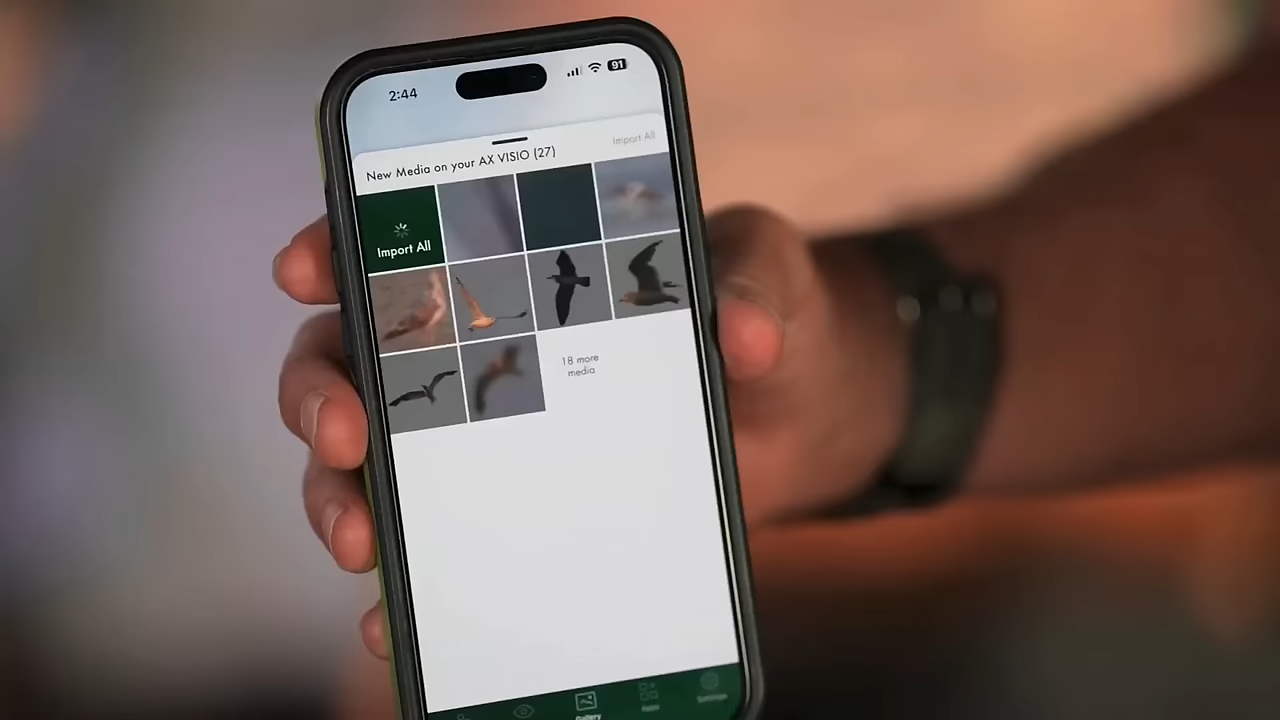 2:44
91
Import All
New Media on your AX VISIO (27)
Import All
18 more
media
Gallery
Apps
Settings